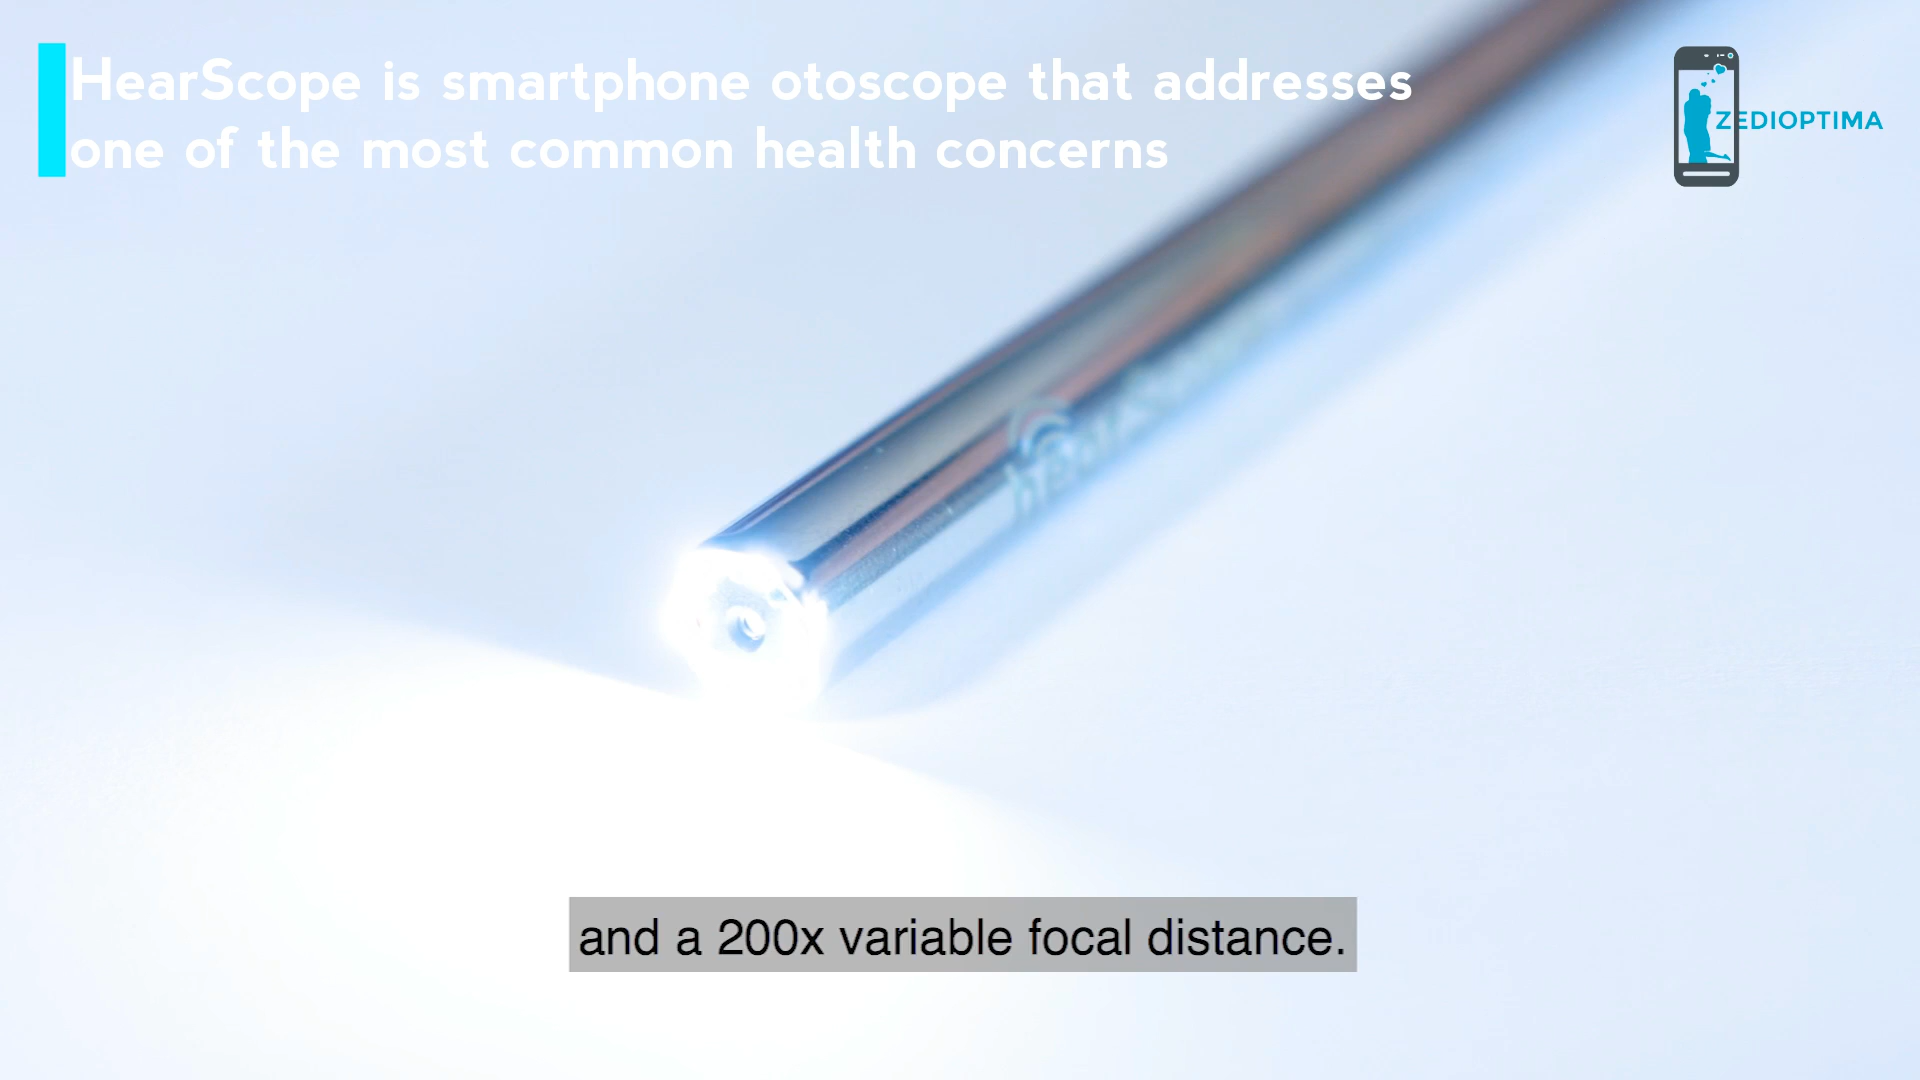 HearScope is smartphone otoscope that addresses
one of the most common health concerns
ZEDIOPTIMA
and a 200x variable focal distance.